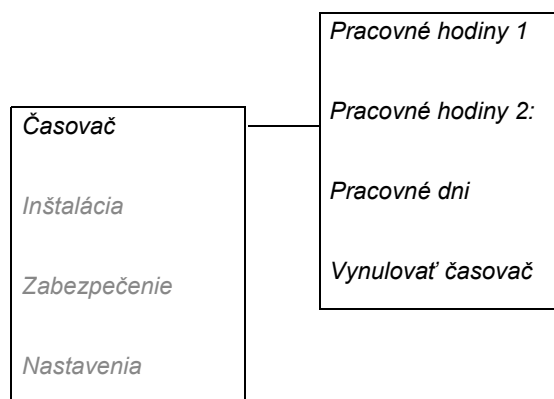 Časovač
Inštalácia
Zabezpečenie
Nastavenia
Pracovné hodiny 1
Pracovné hodiny 2:
Pracovné dni
Vynulovať časovač